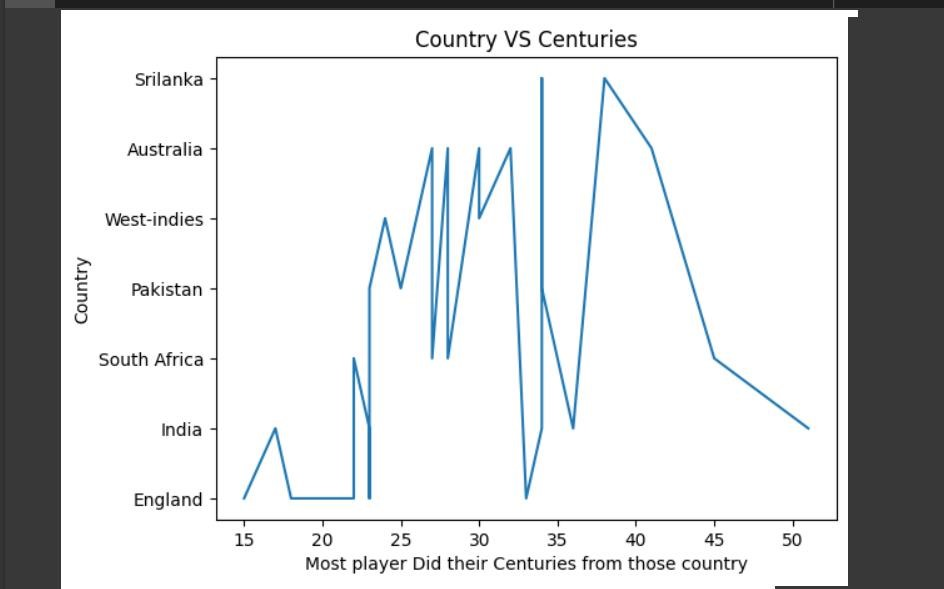 Country VS Centuries
Srilanka
Australia
West-indies
Pakistan
South Africa
India
England
Country
15 20 25 30 35 40 45 50
Most player Did their Centuries from those country